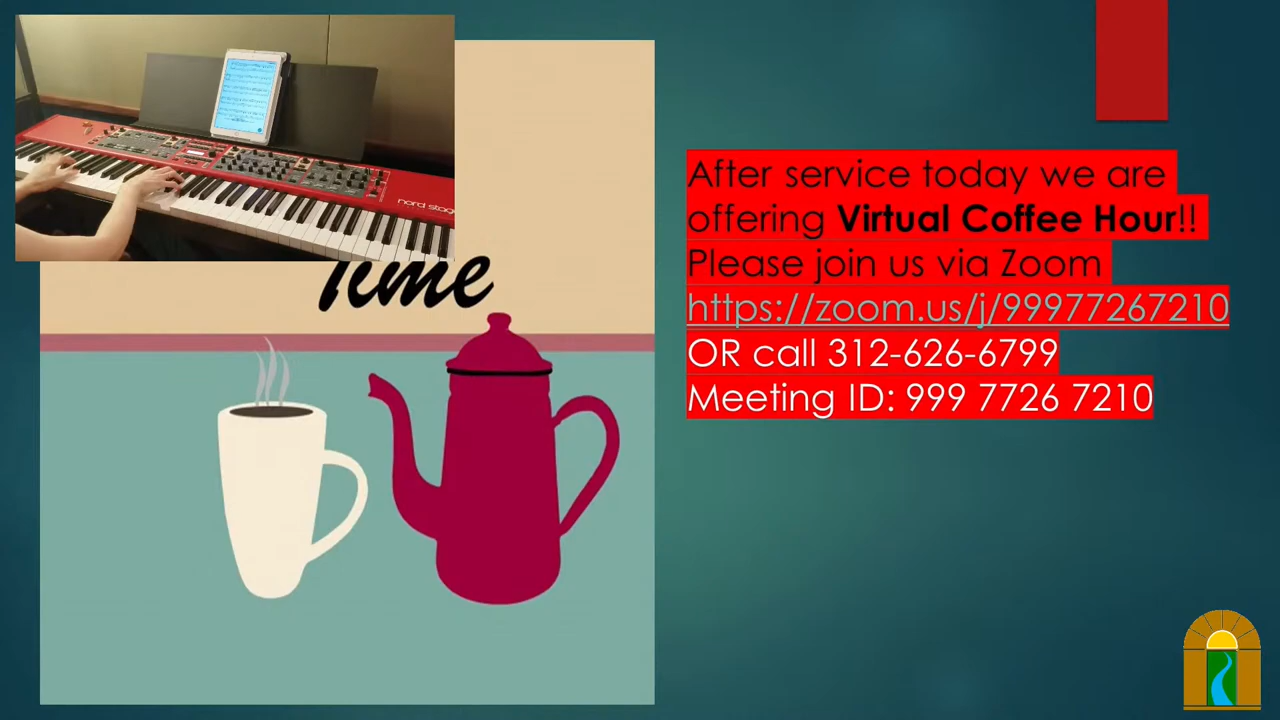 nord stag
Time
After service today we are
offering Virtual Coffee Hour!!
Please join us via Zoom
https://zoom.us/j/99977267210
OR call 312-626-6799
Meeting ID: 999 7726 7210